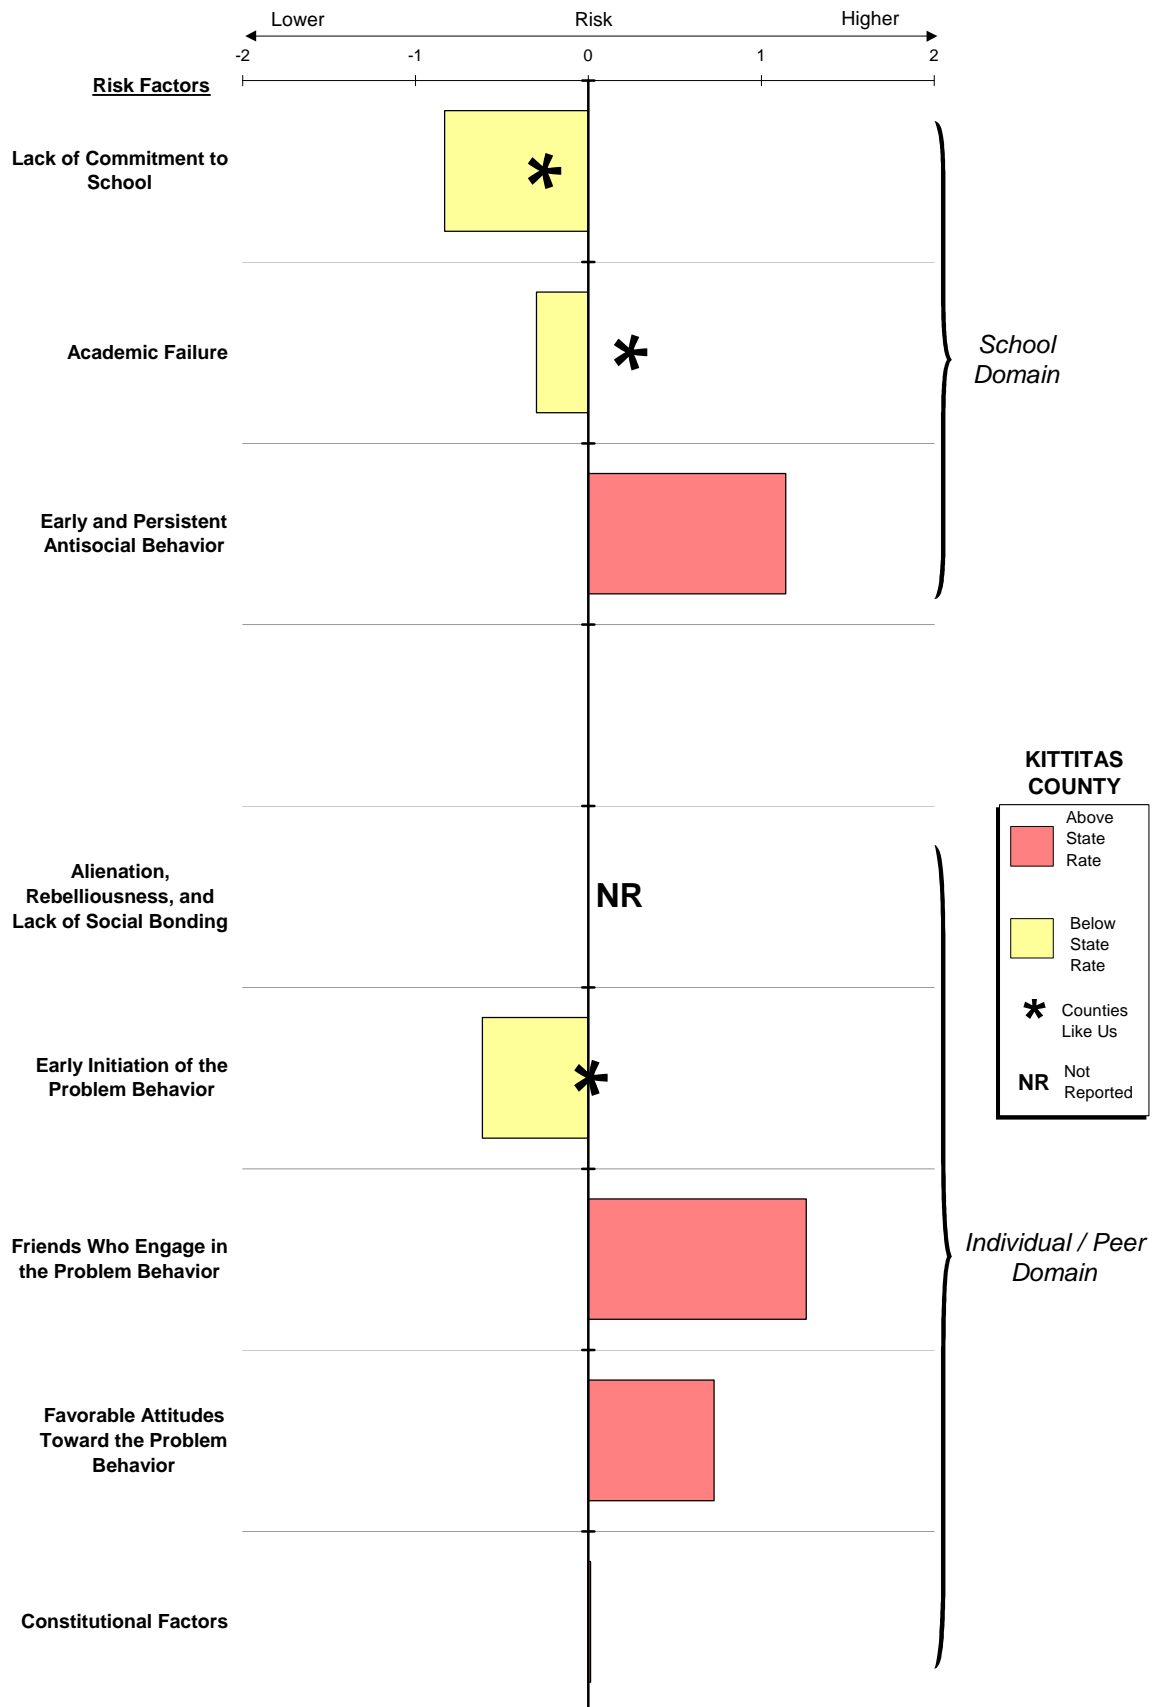 Lower Risk Higher
-2 -1 0 1 2
Risk Factors
Lack of Commitment to
School
Academic Failure
School
Domain
Early and Persistent
Antisocial Behavior
KITTITAS
COUNTY
Above
State
Rate
Below
State
Rate
* Counties
Like Us
NR Not
Reported
Alienation,
Rebelliousness, and
Lack of Social Bonding
NR
Early Initiation of the
Problem Behavior
Friends Who Engage in
the Problem Behavior
Individual / Peer
Domain
Favorable Attitudes
Toward the Problem
Behavior
Constitutional Factors